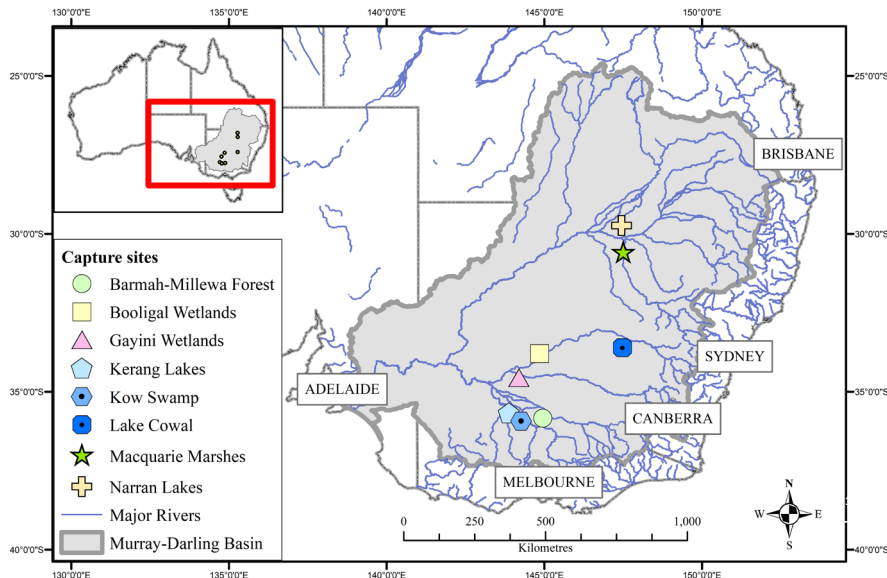 130°0'0"E 135°0'0"E 140°0'0"E 145°0'0"E 150°0'0"E
25°0'0"S
25°0'0"S
BRISBANE
30°0'0"S
30°0'0"S
Capture sites
Barmah-Millewa Forest
Booligal Wetlands
Gayini Wetlands
Kerang Lakes
Kow Swamp
Lake Cowal
Macquarie Marshes
Narran Lakes
Major Rivers
Murray-Darling Basin
SYDNEY
ADELAIDE
35°0'0"S
35°0'0"S
CANBERRA
MELBOURNE
N
W E
S
0 250 500 1,000
Kilometres
40°0'0"S
40°0'0"S
130°0'0"E 135°0'0"E 140°0'0"E 145°0'0"E 150°0'0"E